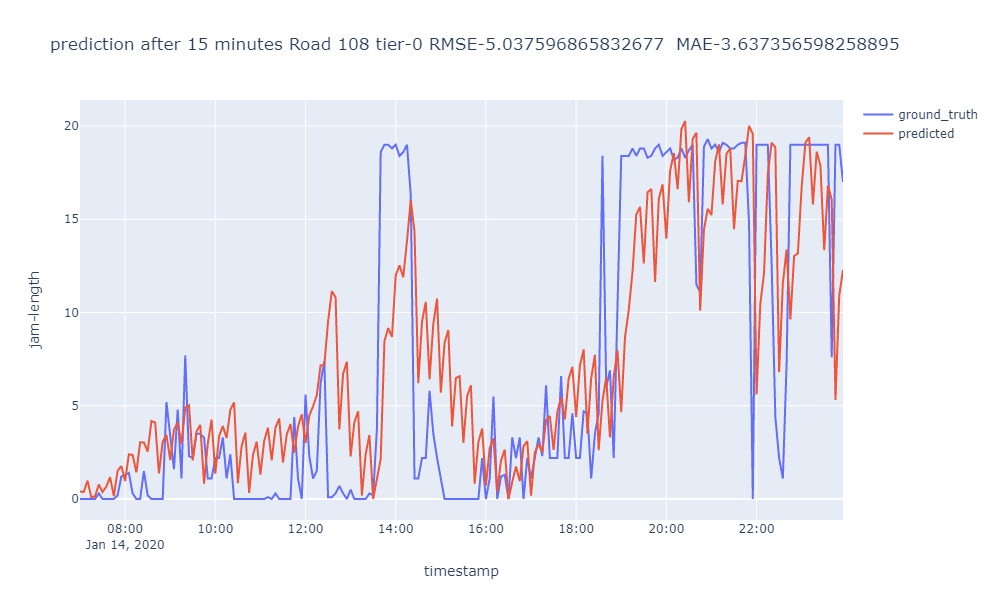 prediction after 15 minutes Road 108 tier-0 RMSE-5.037596865832677  MAE-3.637356598258895
ground_truth
predicted
20
15
10
5
0
jam-length
08:00 10:00 12:00 14:00 16:00 18:00 20:00 22:00
Jan 14, 2020
timestamp